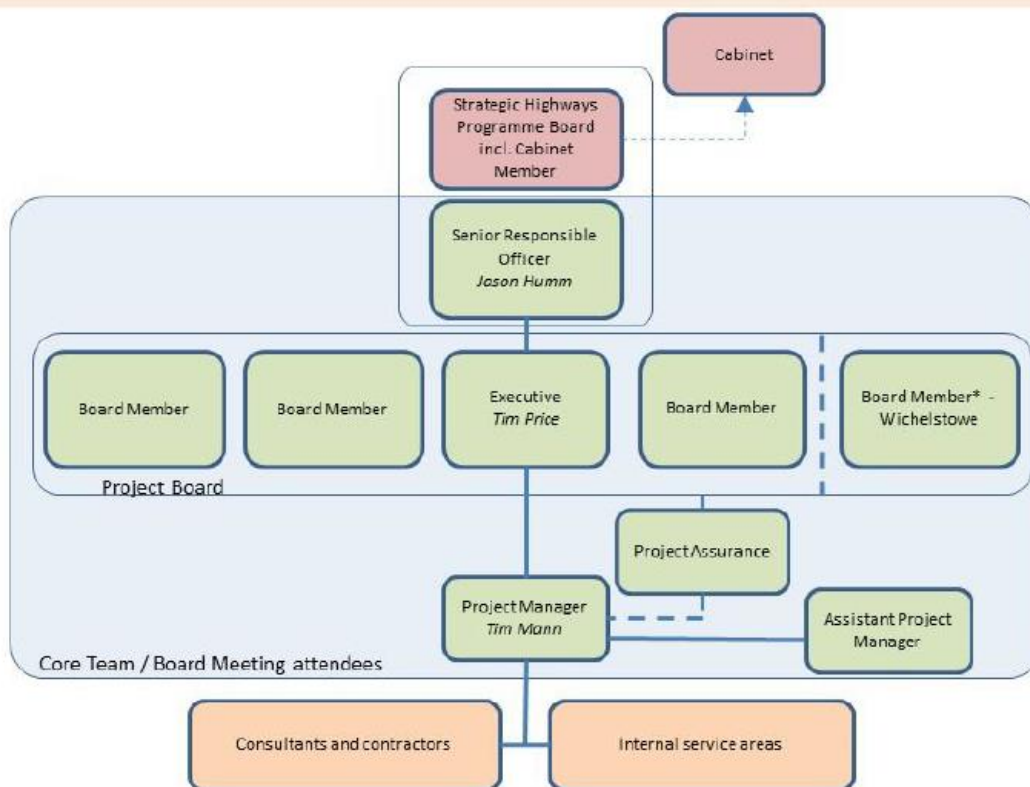 Cabinet
Strategic Highways
Programme Board
incl. Cabinet
Member
Senior Responsible
Officer
Jason Humm
Board Member
Board Member
Executive
Tim Price
Board Member
Board Member* -
Wichelstowe
Project Board
Project Assurance
Project Manager
Tim Mann
Assistant Project
Manager
Core Team / Board Meeting attendees
Consultants and contractors
Internal service areas